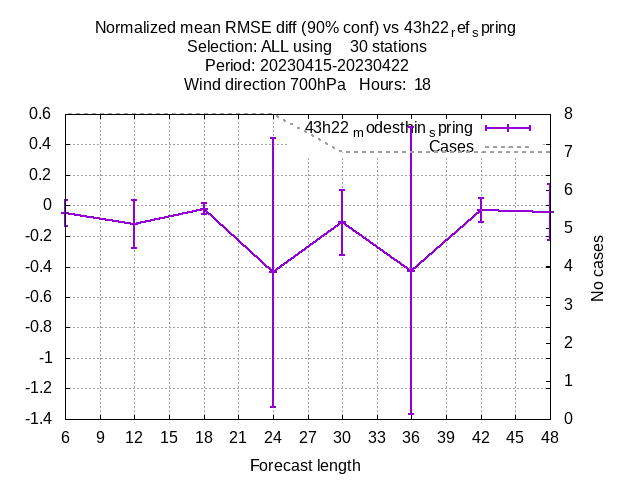 Normalized mean RMSE diff (90% conf) vs 43h22refspring
Selection: ALL using 30 stations
Period: 20230415-20230422
Wind direction 700hPa Hours: 18
43h22modesthinspring
Cases
0.6
0.4
0.2
0
-0.2
-0.4
-0.6
-0.8
-1
-1.2
-1.4
8
7
6
5
4
3
2
1
0
No cases
6 9 12 15 18 21 24 27 30 33 36 39 42 45 48
Forecast length